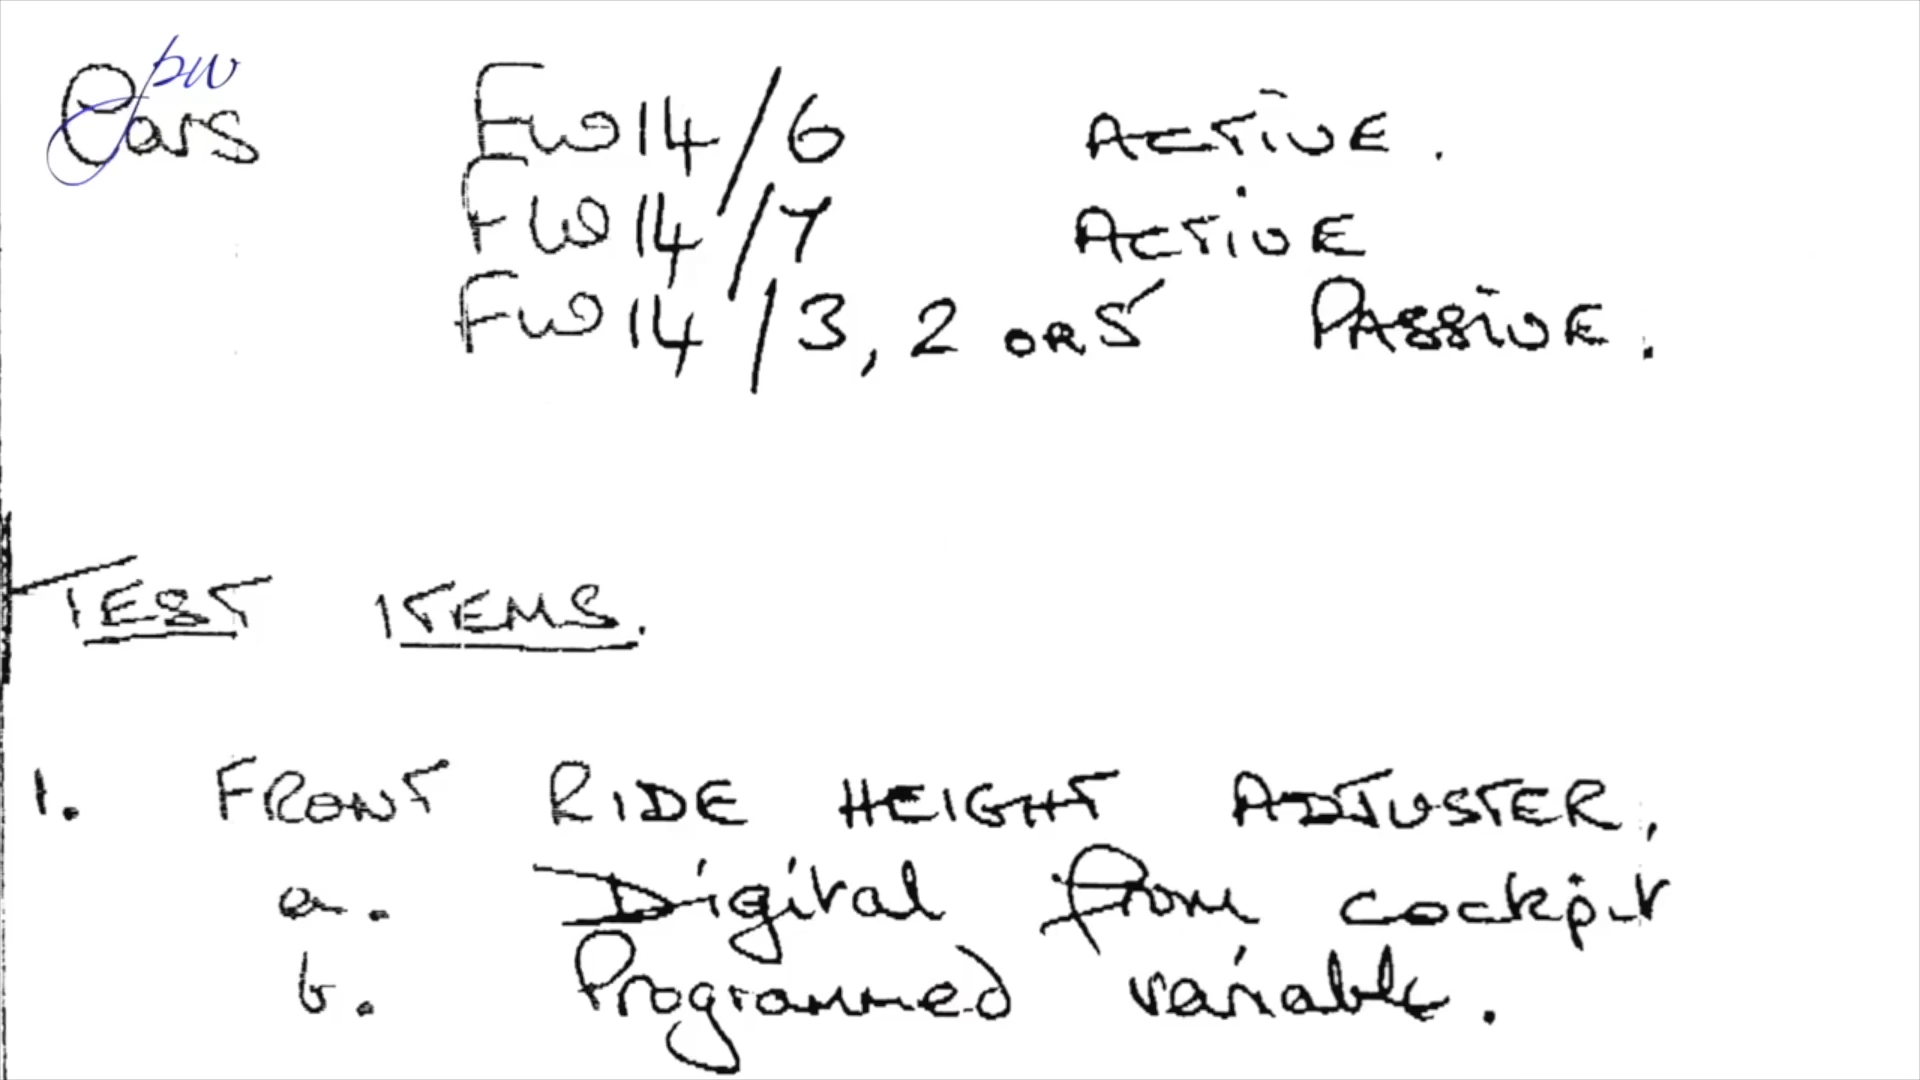 pw
Cars FW14/6 ACTIVE.
FW14/7 ACTIVE
FW14/3, 2 OR 5 PASSIVE.
TEST ITEMS.
1. FRONT RIDE HEIGHT ADJUSTER,
a. Digital from cockpit
b. Programmed variable.